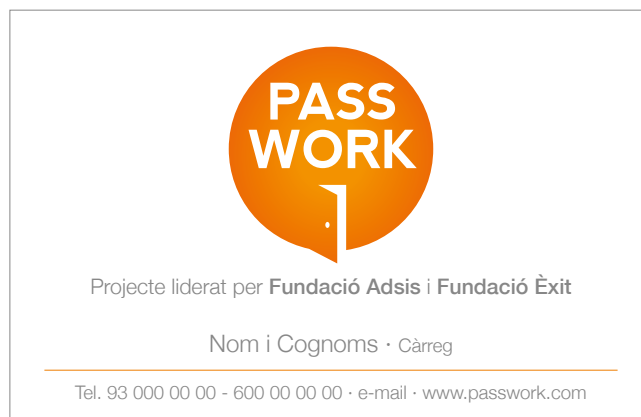 PASS
WORK
Projecte liderat per Fundació Adsis i Fundació Èxit
Nom i Cognoms · Càrreg
Tel. 93 000 00 00 - 600 00 00 00 · e-mail · www.passwork.com